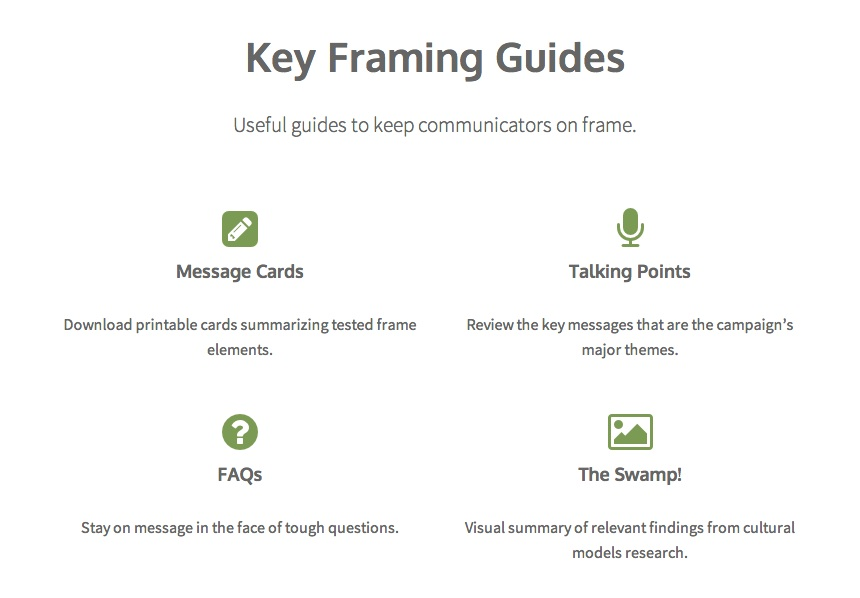 Key Framing Guides
Useful guides to keep communicators on frame.
Message Cards
Download printable cards summarizing tested frame
elements.
Talking Points
Review the key messages that are the campaign's
major themes.
FAQs
Stay on message in the face of tough questions.
The Swamp!
Visual summary of relevant findings from cultural
models research.